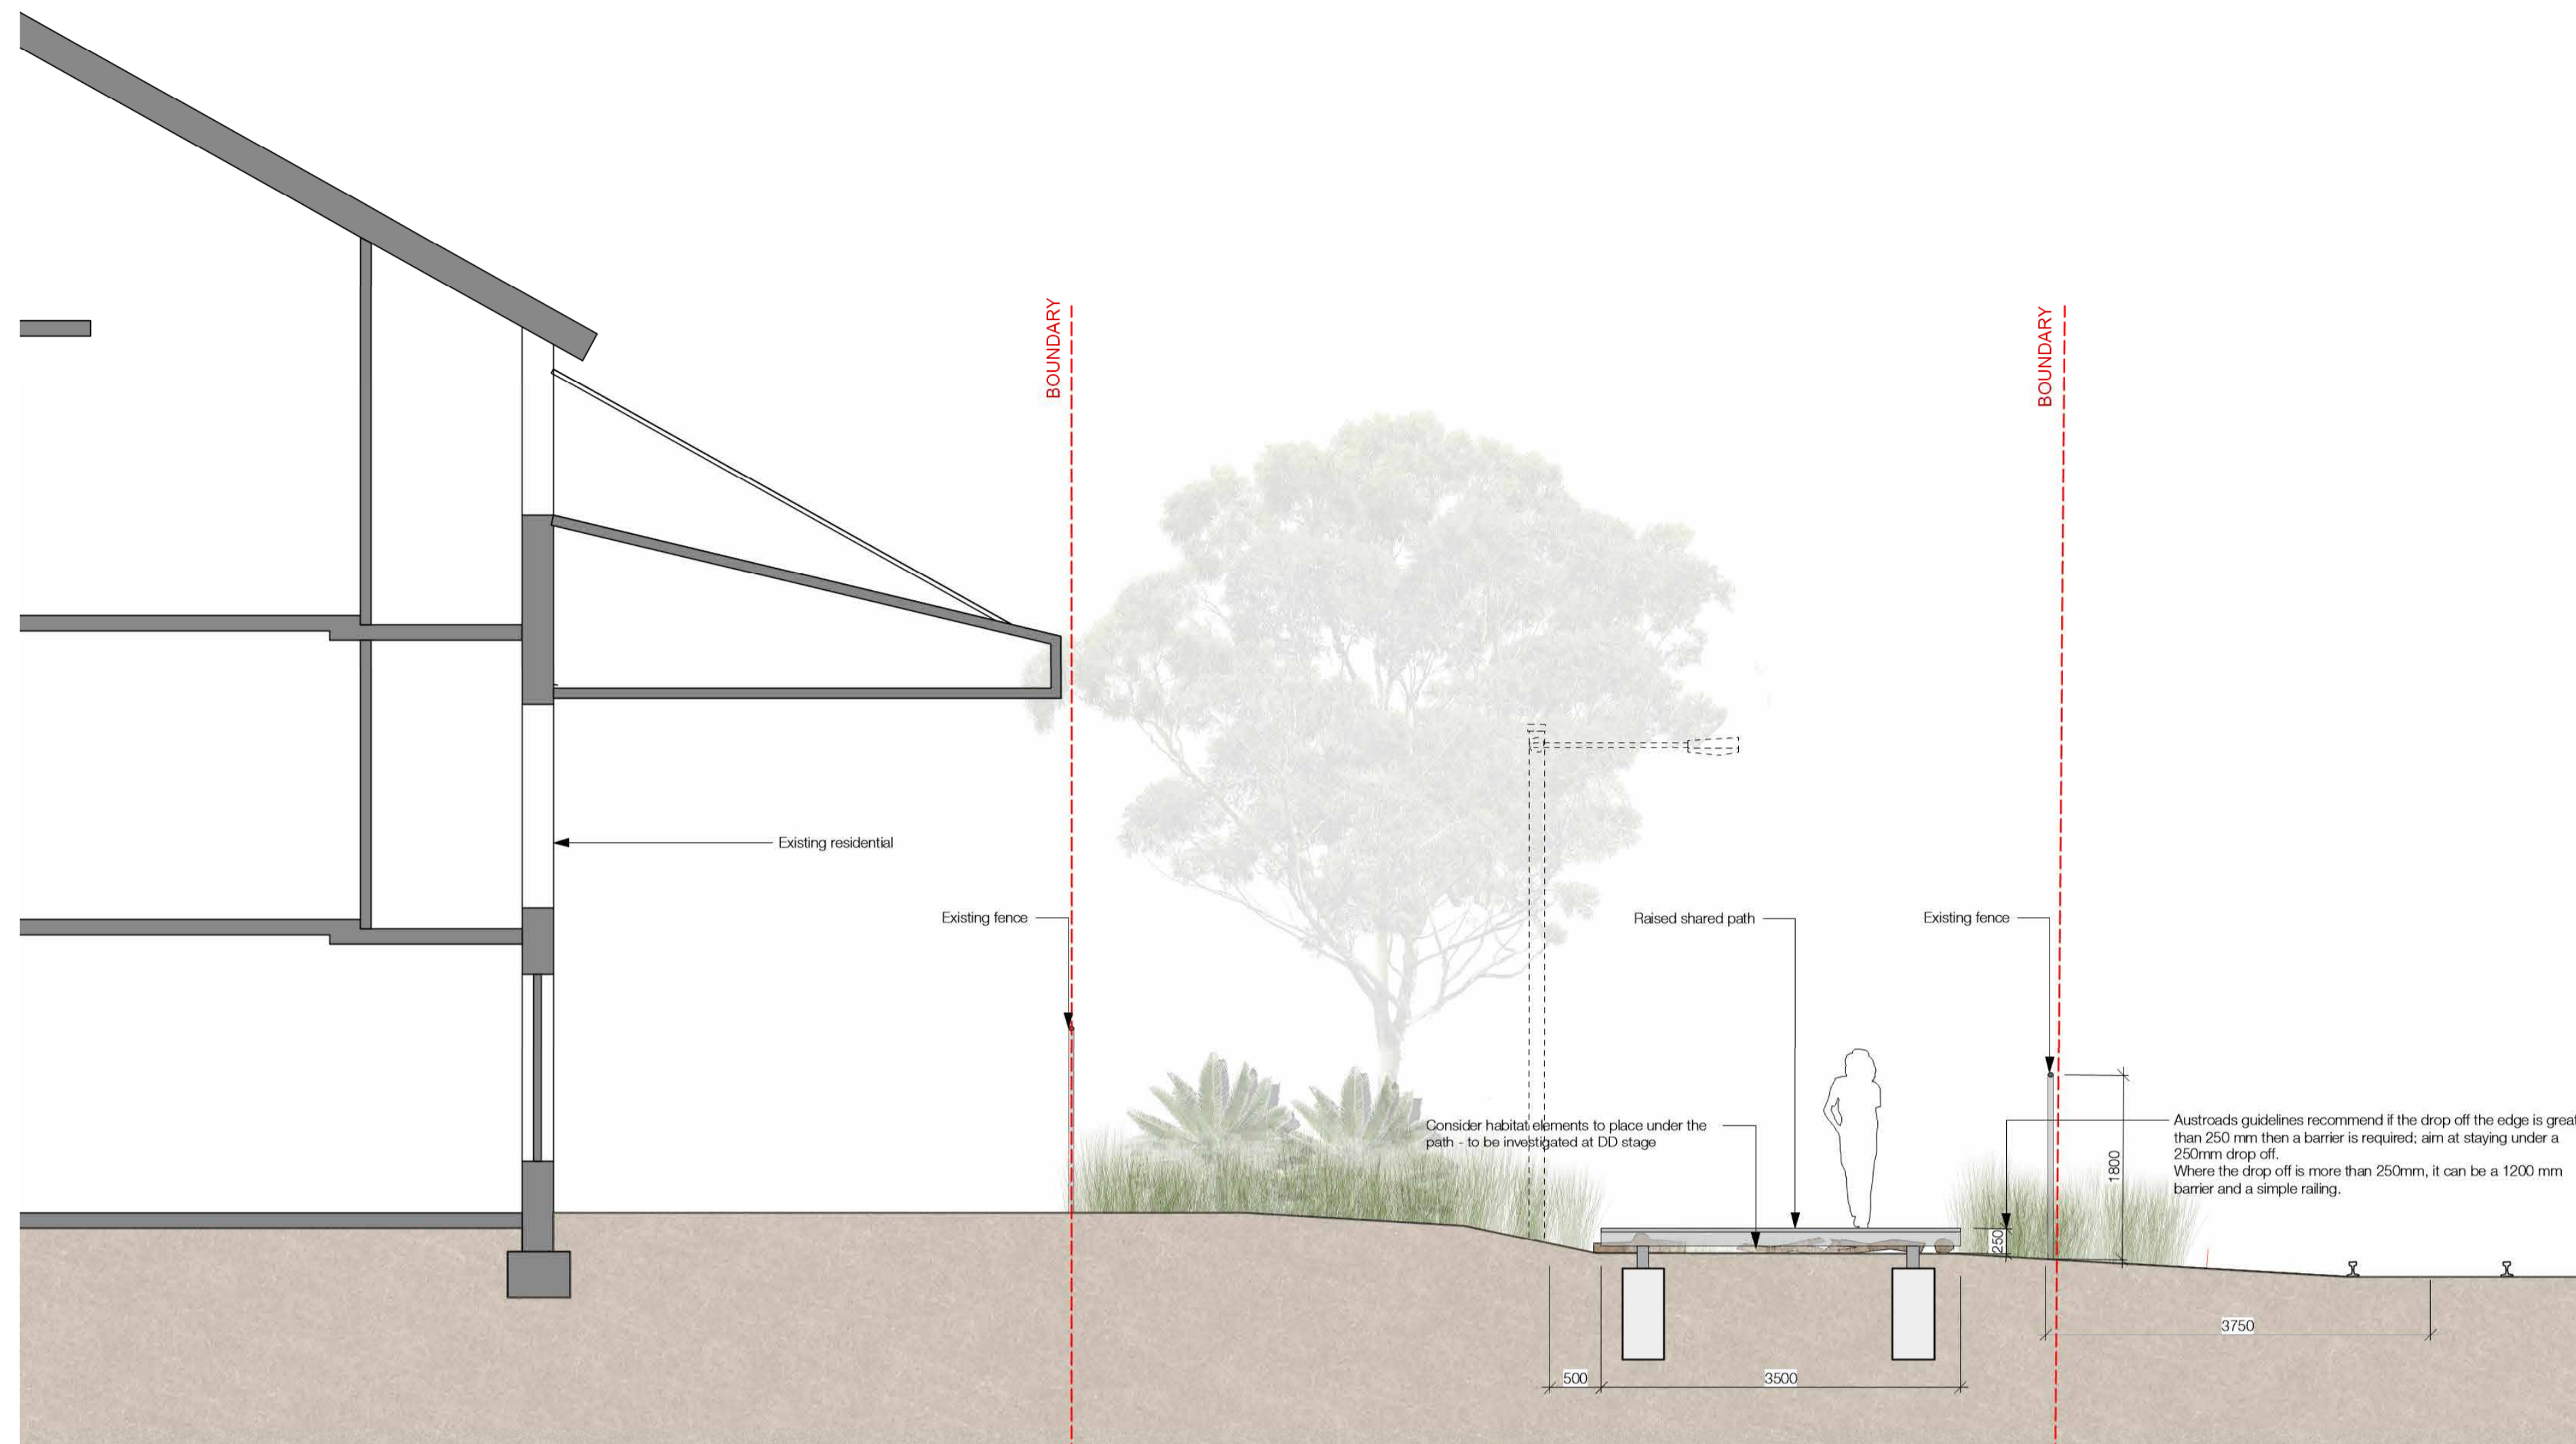 BOUNDARY
BOUNDARY
Existing residential
Existing fence
Raised shared path
Existing fence
Consider habitat elements to place under the
path - to be investigated at DD stage
Austroads guidelines recommend if the drop off the edge is
than 250 mm then a barrier is required; aim at staying under a
250mm drop off.
Where the drop off is more than 250mm, it can be a 1200 mm
barrier and a simple railing.
1800
250
3750
500
3500